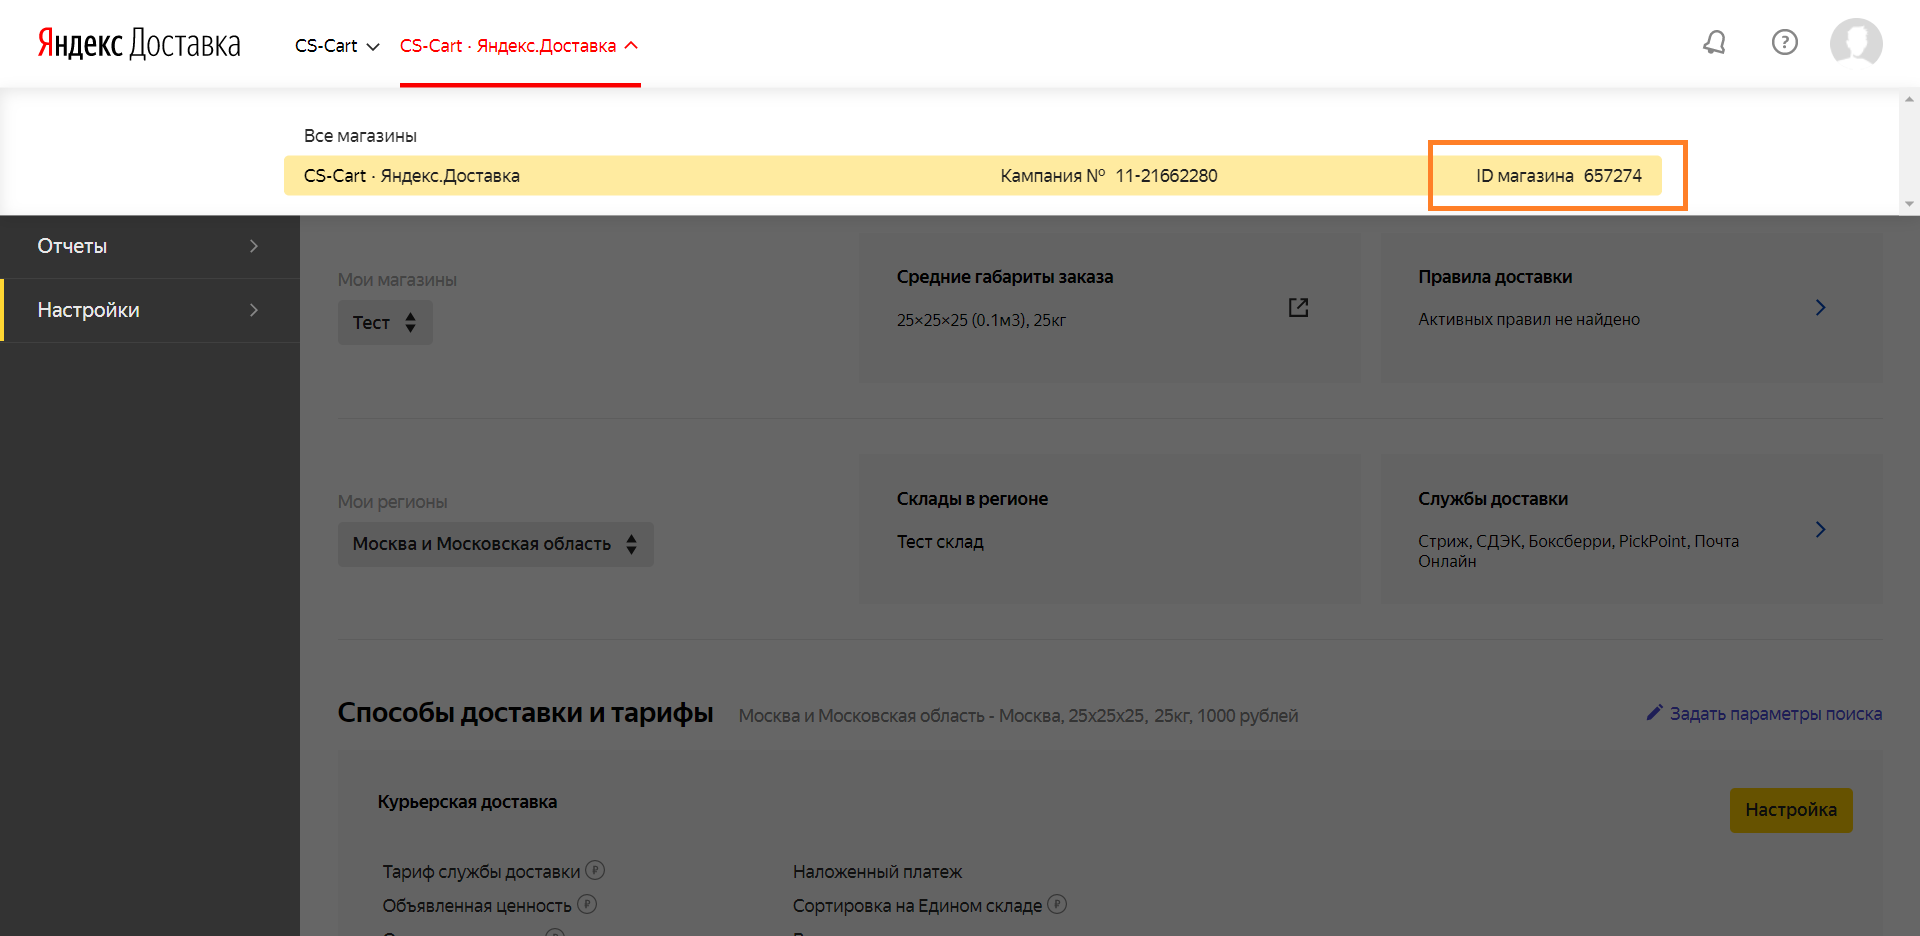 Яндекс Доставка
CS-Cart
CS-Cart · Яндекс.Доставка
Все магазины
CS-Cart · Яндекс.Доставка Кампания № 11-21662280 ID магазина 657274
Отчеты
Настройки
Мои магазины
Тест
Средние габариты заказа
25×25×25 (0.1м3), 25кг
Правила доставки
Активных правил не найдено
Мои регионы
Москва и Московская область
Склады в регионе
Тест склад
Службы доставки
Стриж, СДЭК, Боксберри, PickPoint, Почта
Онлайн
Способы доставки и тарифы
Москва и Московская область - Москва, 25x25x25, 25кг, 1000 рублей
Задать параметры поиска
Курьерская доставка
Настройка
Тариф службы доставки ₽
Наложенный платеж
Объявленная ценность ₽
Сортировка на Едином складе ₽